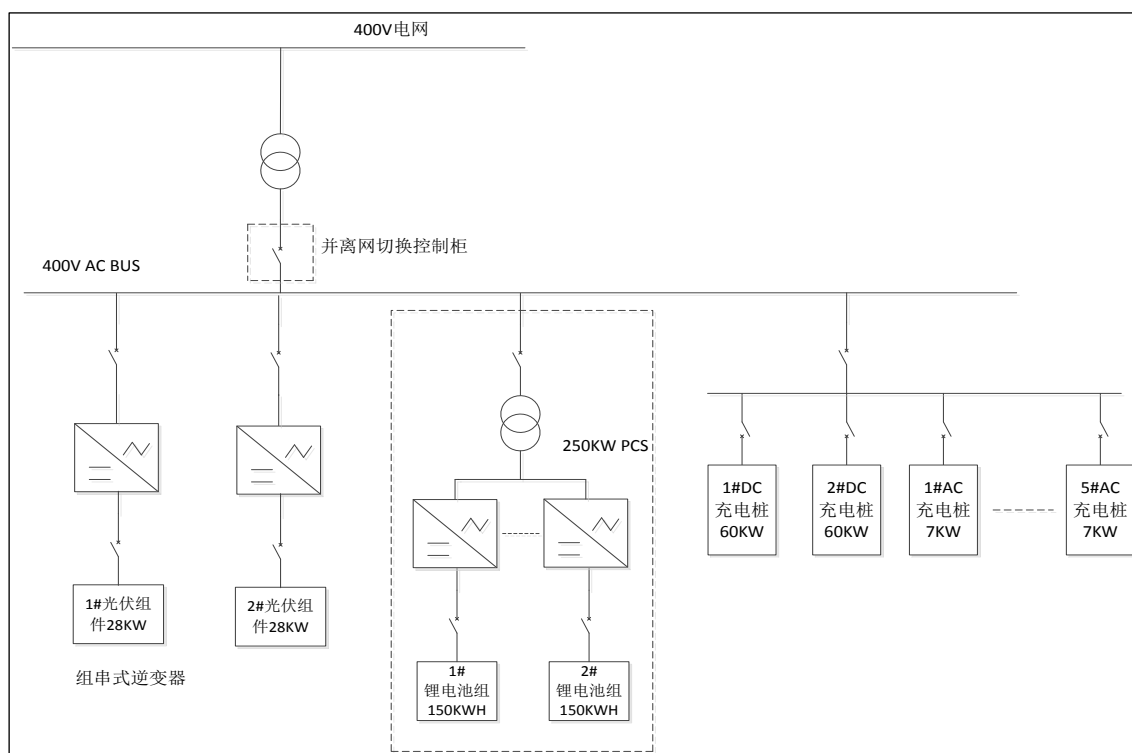 400V电网
并离网切换控制柜
400V AC BUS
250KW PCS
1#DC
充电桩
60KW
2#DC
充电桩
60KW
1#AC
充电桩
7KW
5#AC
充电桩
7KW
1#光伏组
件28KW
2#光伏组
件28KW
组串式逆变器
1#
锂电池组
150KWH
2#
锂电池组
150KWH